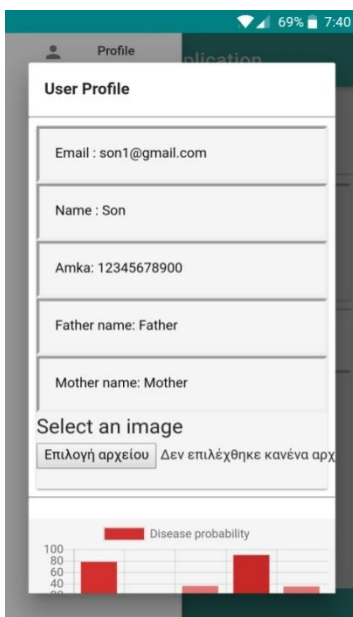 69% 7:40
Profile
plication
User Profile
Email : son1@gmail.com
Name : Son
Amka: 12345678900
Father name: Father
Mother name: Mother
Select an image
Επιλογή αρχείου Δεν επιλέχθηκε κανένα αρχ
Disease probability
100
80
60
40